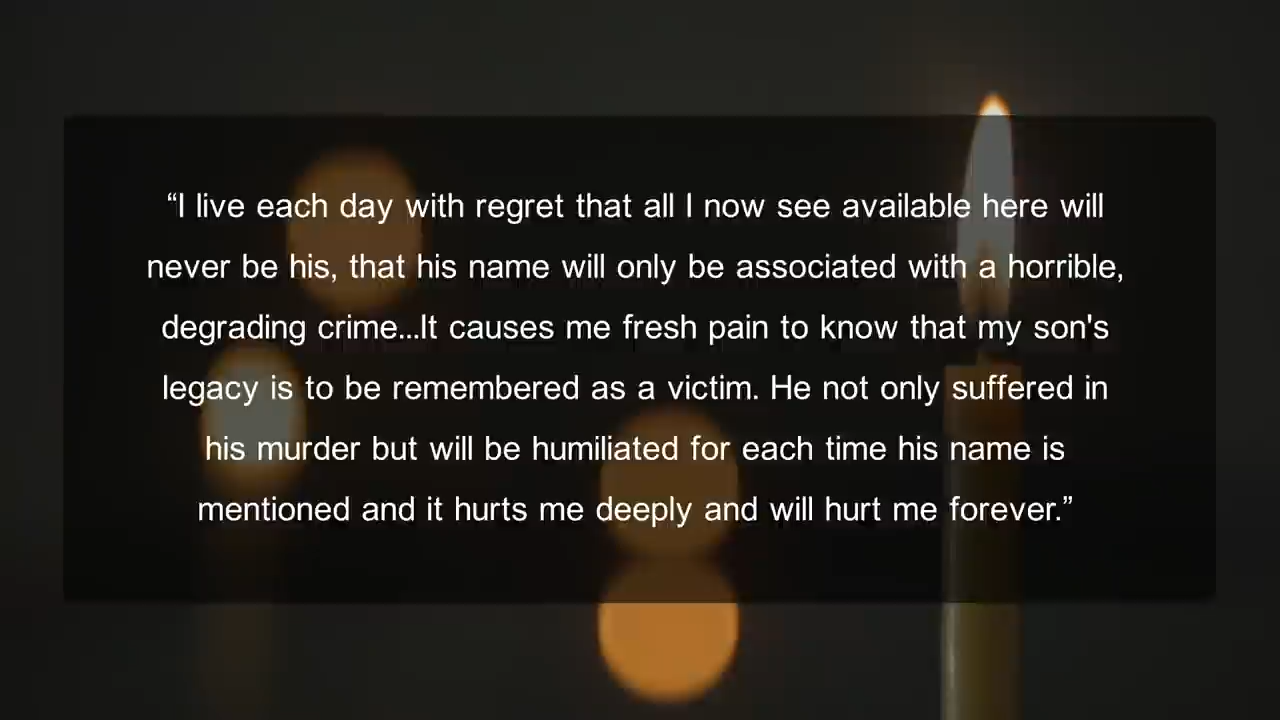 “I live each day with regret that all I now see available here will
never be his, that his name will only be associated with a horrible,
degrading crime...It causes me fresh pain to know that my son's
legacy is to be remembered as a victim. He not only suffered in
his murder but will be humiliated for each time his name is
mentioned and it hurts me deeply and will hurt me forever.”